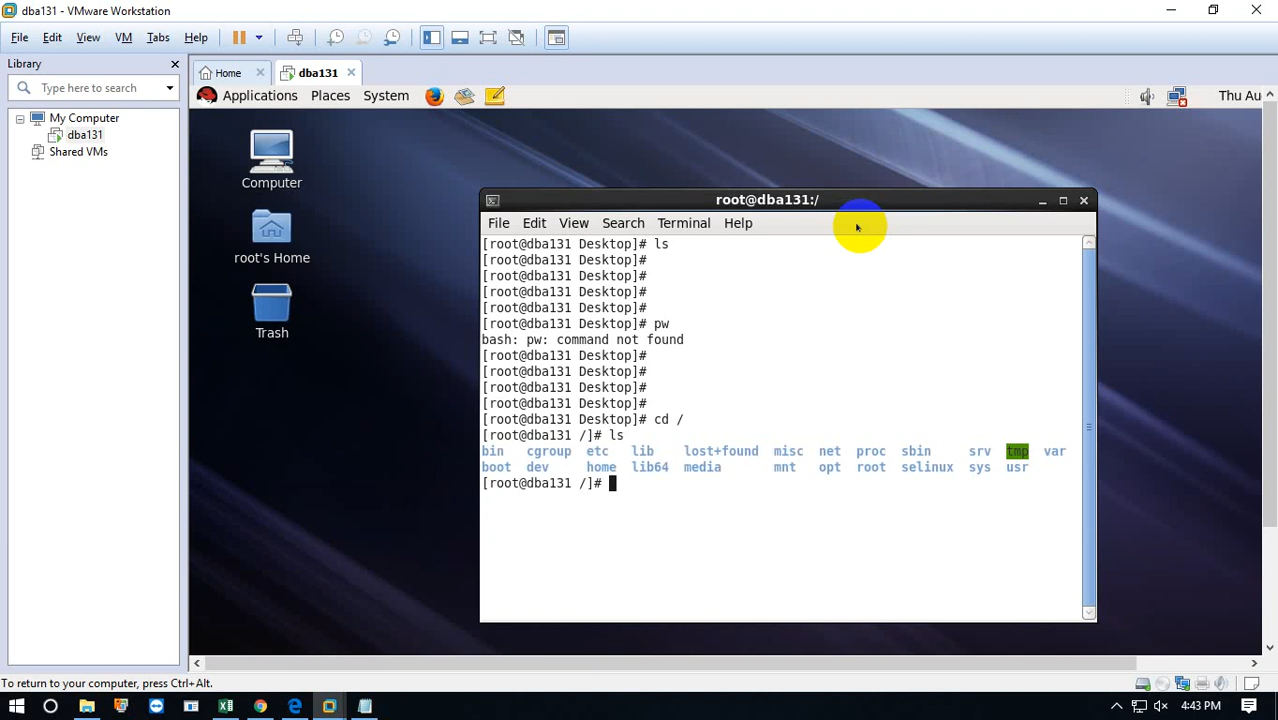 dba131 - VMware Workstation
File Edit View VM Tabs Help
Library
Type here to search
My Computer
dba131
Shared VMs
Home dba131
Applications Places System Thu Au
Computer
root's Home
Trash
root@dba131:/
File Edit View Search Terminal Help
[root@dba131 Desktop]# ls
[root@dba131 Desktop]#
[root@dba131 Desktop]#
[root@dba131 Desktop]#
[root@dba131 Desktop]#
[root@dba131 Desktop]# pw
bash: pw: command not found
[root@dba131 Desktop]#
[root@dba131 Desktop]#
[root@dba131 Desktop]#
[root@dba131 Desktop]#
[root@dba131 Desktop]# cd /
[root@dba131 /]# ls
bin cgroup etc lib lost+found misc net proc sbin srv tmp var
boot dev home lib64 media mnt opt root selinux sys usr
[root@dba131 /]#
To return to your computer, press Ctrl+Alt.
4:43 PM